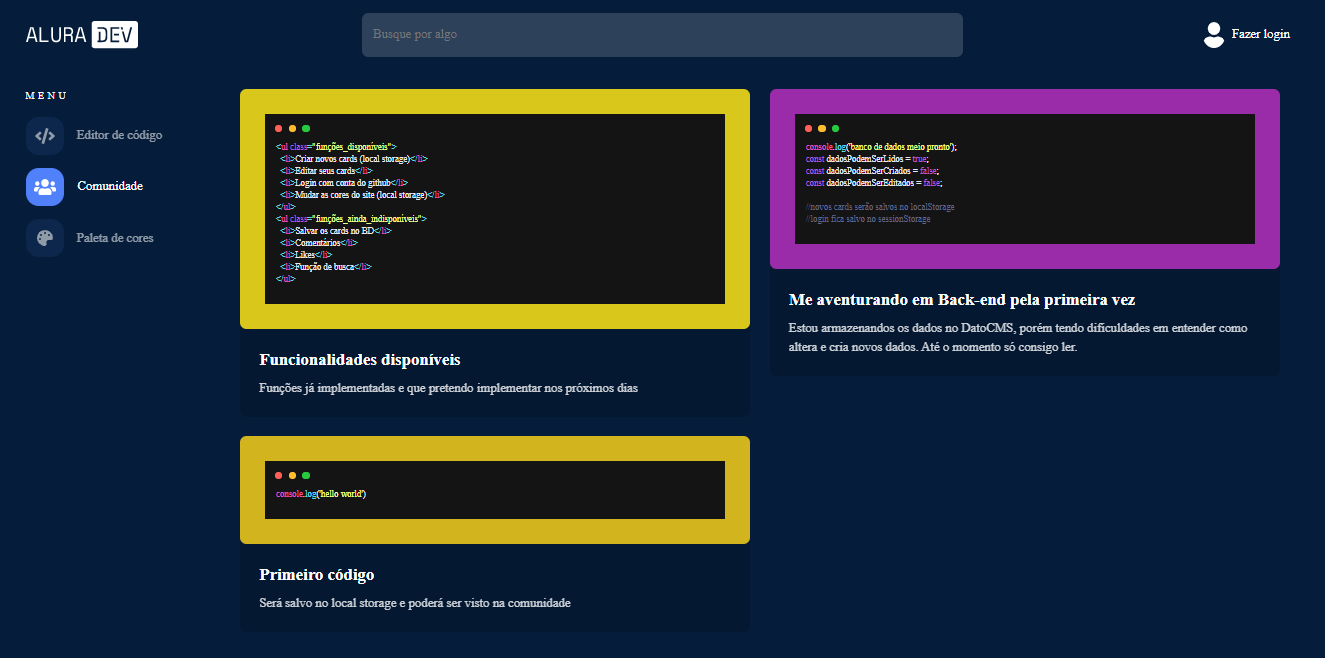 ALURA DEV
Busque por algo
Fazer login
MENU
Editor de código
Comunidade
Paleta de cores
<ul class="funções_disponíveis">
<li>Criar novos cards (local storage)</li>
<li>Editar seus cards</li>
<li>Login com conta do github</li>
<li>Mudar as cores do site (local storage)</li>
</ul>
<ul class="funções_ainda_indisponíveis">
<li>Salvar os cards no BD</li>
<li>Comentários</li>
<li>Likes</li>
<li>Função de busca</li>
</ul>
Funcionalidades disponíveis
Funções já implementadas e que pretendo implementar nos próximos dias
console.log('hello world')
Primeiro código
Será salvo no local storage e poderá ser visto na comunidade
console.log('banco de dados meio pronto');
const dadosPodemSerLidos = true;
const dadosPodemSerCriados = false;
const dadosPodemSerEditados = false;
//novos cards serão salvos no localStorage
//login fica salvo no sessionStorage
Me aventurando em Back-end pela primeira vez
Estou armazenandos os dados no DatoCMS, porém tendo dificuldades em entender como
altera e cria novos dados. Até o momento só consigo ler.